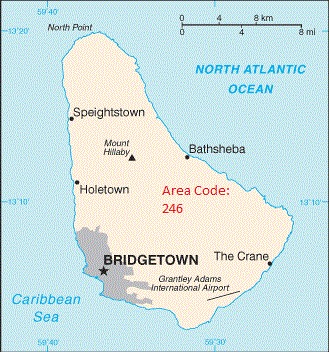 59°40'
59°30'
13°20'
North Point
0 4 8 km
0 4 8 mi
NORTH ATLANTIC
OCEAN
Speightstown
Mount
Hillaby
Bathsheba
Holetown
Area Code:
246
13°10'
13°10'
BRIDGETOWN
The Crane
Grantley Adams
International Airport
Caribbean
Sea
59°40'
59°30'